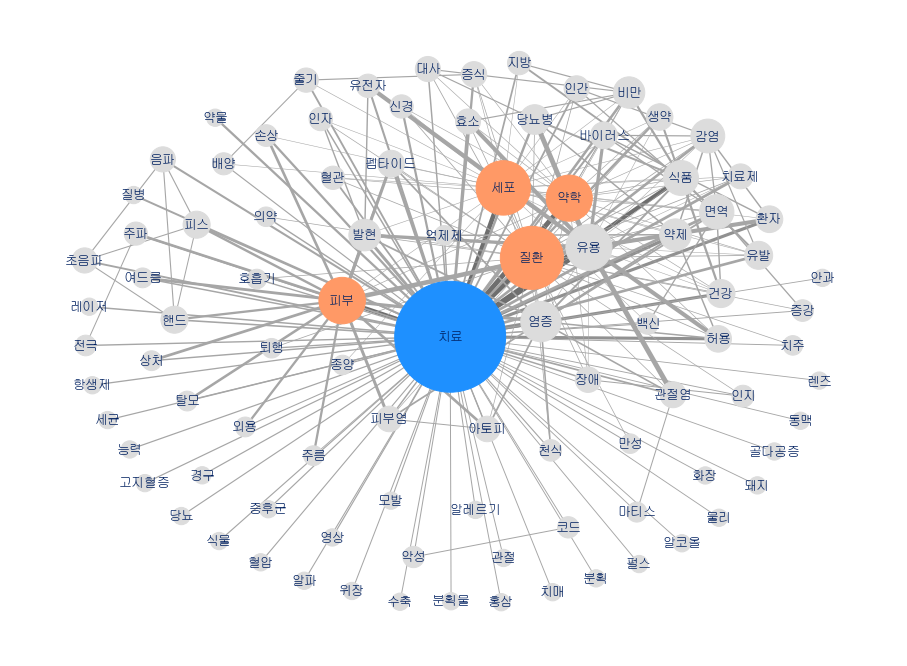 지방
대사
증식
줄기
유전자
인간
비만
신경
약물
인자
효소
당뇨병
생약
손상
바이러스
감염
음파
배양
펩타이드
혈관
세포
약학
식품
치료제
질병
의약
피스
주파
발현
억제제
면역
환자
약제
유용
초음파
여드름
호흡기
질환
유발
안과
피부
건강
레이저
핸드
염증
백신
증강
치료
전극
상처
퇴행
허용
치주
종양
항생제
장애
레즈
탈모
관절염
인지
세균
외용
피부염
아토피
동맥
능력
주름
천식
만성
골다공증
고지혈증
경구
화장
돼지
당뇨
증후군
모발
알레르기
마티스
물리
식물
영상
코드
알코올
혈압
악성
관절
펄스
알파
위장
수축
분획물
홍삼
치매
분획